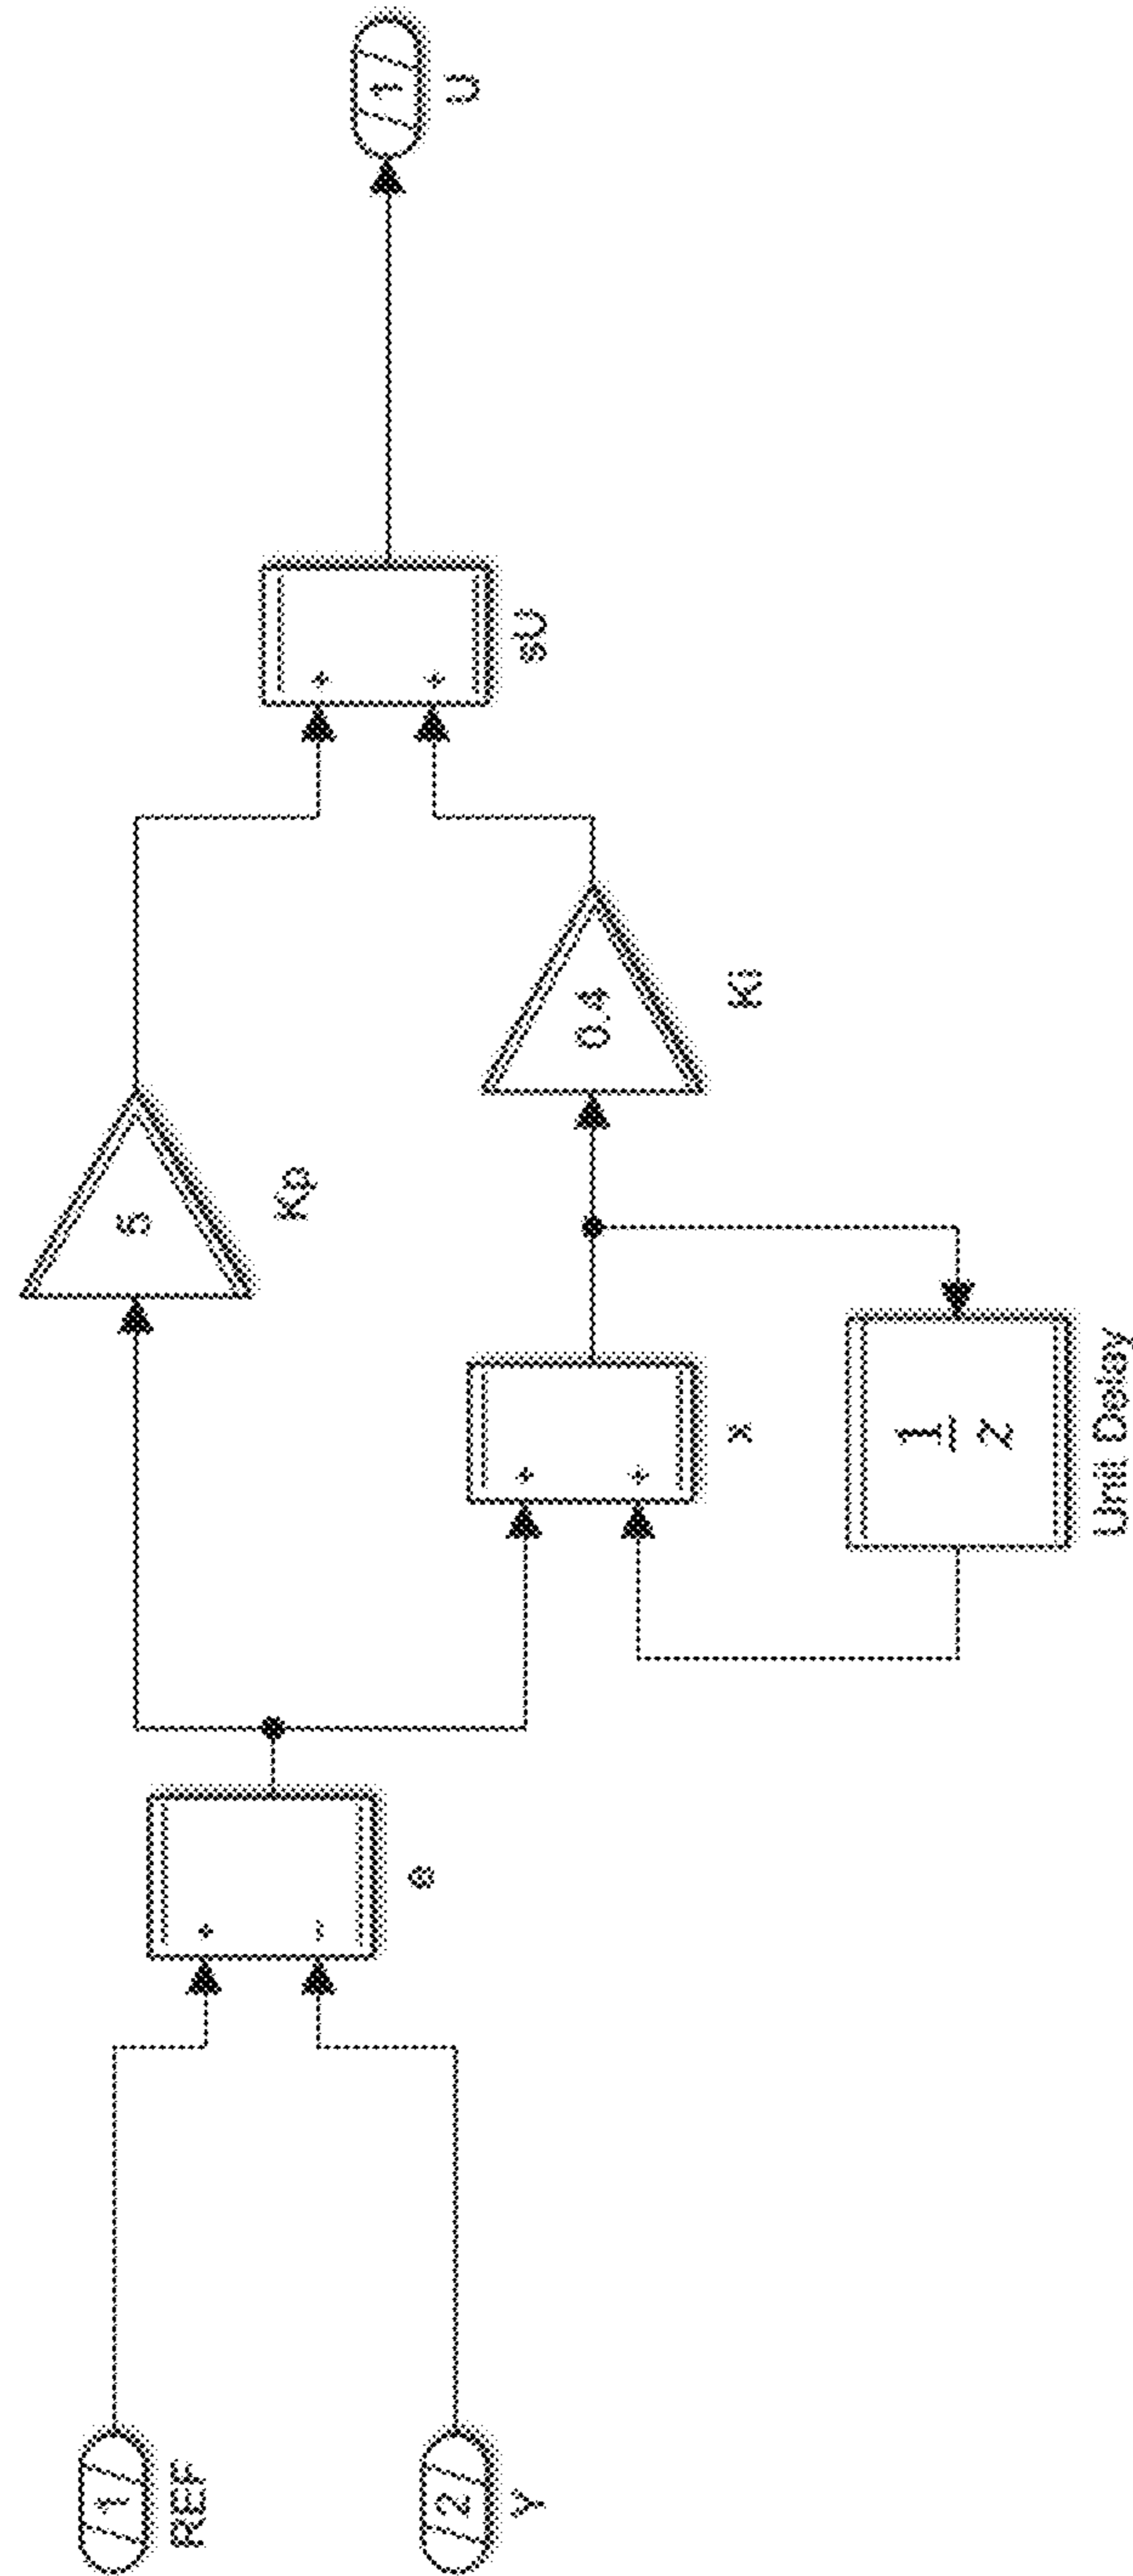 1
REF
2
Y
+
−
e
5
Kp
+
+
x
1
z
Unit Delay
0.4
Ki
+
+
sU
1
U